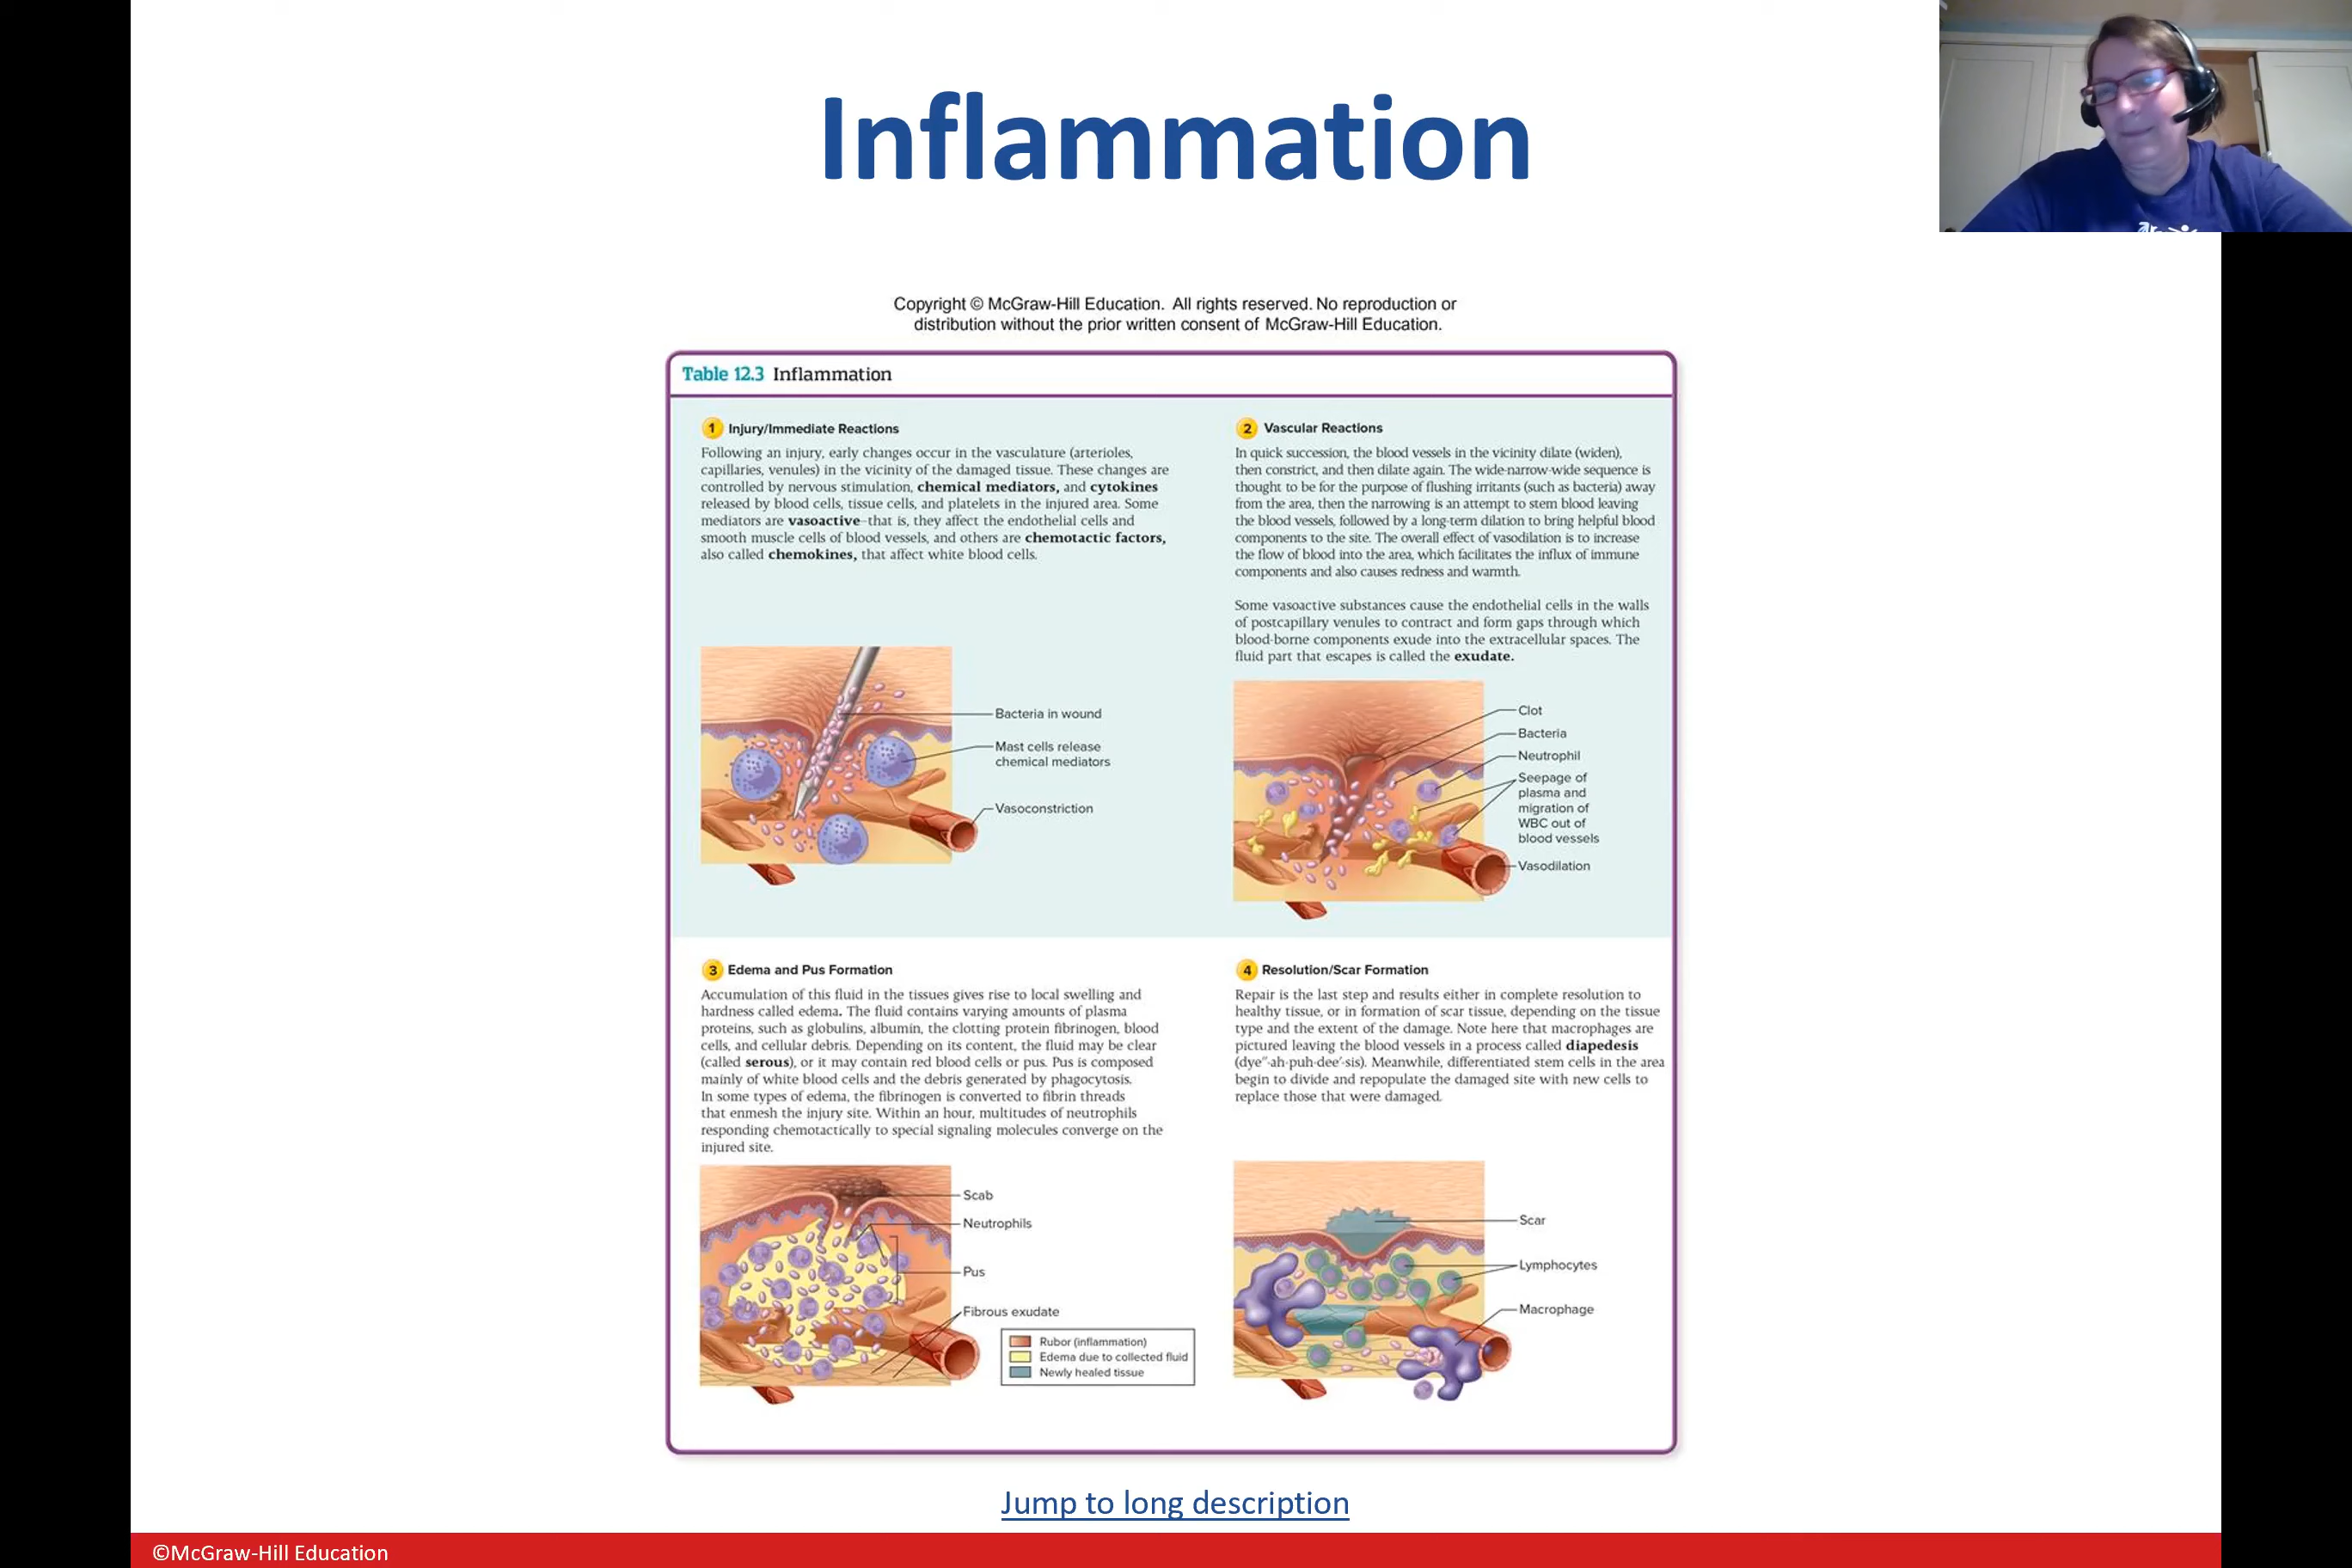 Inflammation
Copyright © McGraw-Hill Education. All rights reserved. No reproduction or
distribution without the prior written consent of McGraw-Hill Education.
Table 12.3 Inflammation
1 Injury/Immediate Reactions
Following an injury, early changes occur in the vasculature (arterioles,
capillaries, venules) in the vicinity of the damaged tissue. These changes are
controlled by nervous stimulation, chemical mediators, and cytokines
released by blood cells, tissue cells, and platelets in the injured area. Some
mediators are vasoactive–that is, they affect the endothelial cells and
smooth muscle cells of blood vessels, and others are chemotactic factors,
also called chemokines, that affect white blood cells.
Bacteria in wound
Mast cells release
chemical mediators
Vasoconstriction
2 Vascular Reactions
In quick succession, the blood vessels in the vicinity dilate (widen),
then constrict, and then dilate again. The wide-narrow-wide sequence is
thought to be for the purpose of flushing irritants (such as bacteria) away
from the area, then the narrowing is an attempt to stem blood leaving
the blood vessels, followed by a long-term dilation to bring helpful blood
components to the site. The overall effect of vasodilation is to increase
the flow of blood into the area, which facilitates the influx of immune
components and also causes redness and warmth.
Some vasoactive substances cause the endothelial cells in the walls
of postcapillary venules to contract and form gaps through which
blood-borne components exude into the extracellular spaces. The
fluid part that escapes is called the exudate.
Clot
Bacteria
Neutrophil
Seepage of
plasma and
migration of
WBC out of
blood vessels
Vasodilation
3 Edema and Pus Formation
Accumulation of this fluid in the tissues gives rise to local swelling and
hardness called edema. The fluid contains varying amounts of plasma
proteins, such as globulins, albumin, the clotting protein fibrinogen, blood
cells, and cellular debris. Depending on its content, the fluid may be clear
(called serous), or it may contain red blood cells or pus. Pus is composed
mainly of white blood cells and the debris generated by phagocytosis.
In some types of edema, the fibrinogen is converted to fibrin threads
that enmesh the injury site. Within an hour, multitudes of neutrophils
responding chemotactically to special signaling molecules converge on the
injured site.
Scab
Neutrophils
Pus
Fibrous exudate
Rubor (inflammation)
Edema due to collected fluid
Newly healed tissue
4 Resolution/Scar Formation
Repair is the last step and results either in complete resolution to
healthy tissue, or in formation of scar tissue, depending on the tissue
type and the extent of the damage. Note here that macrophages are
pictured leaving the blood vessels in a process called diapedesis
(dye″-ah-puh-dee′-sis). Meanwhile, differentiated stem cells in the area
begin to divide and repopulate the damaged site with new cells to
replace those that were damaged.
Scar
Lymphocytes
Macrophage
Jump to long description
©McGraw-Hill Education